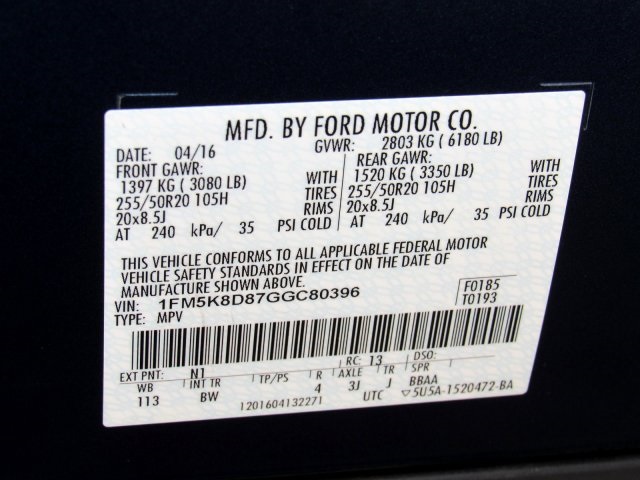 MFD. BY FORD MOTOR CO.
DATE: 04/16 GVWR: 2803 KG ( 6180 LB)
FRONT GAWR: REAR GAWR:
1397 KG ( 3080 LB) WITH 1520 KG ( 3350 LB) WITH
255/50R20 105H TIRES 255/50R20 105H TIRES
20x8.5J RIMS 20x8.5J RIMS
AT 240 kPa/ 35 PSI COLD AT 240 kPa/ 35 PSI COLD
THIS VEHICLE CONFORMS TO ALL APPLICABLE FEDERAL MOTOR
VEHICLE SAFETY STANDARDS IN EFFECT ON THE DATE OF
MANUFACTURE SHOWN ABOVE.
VIN: 1FM5K8D87GGC80396 F0185
TYPE: MPV T0193
EXT PNT: N1 RC: 13 DSO:
WB INT TR TP/PS R AXLE TR SPR
113 BW 4 3J J BBAA
1201604132271 UTC ▽5U5A-1520472-BA